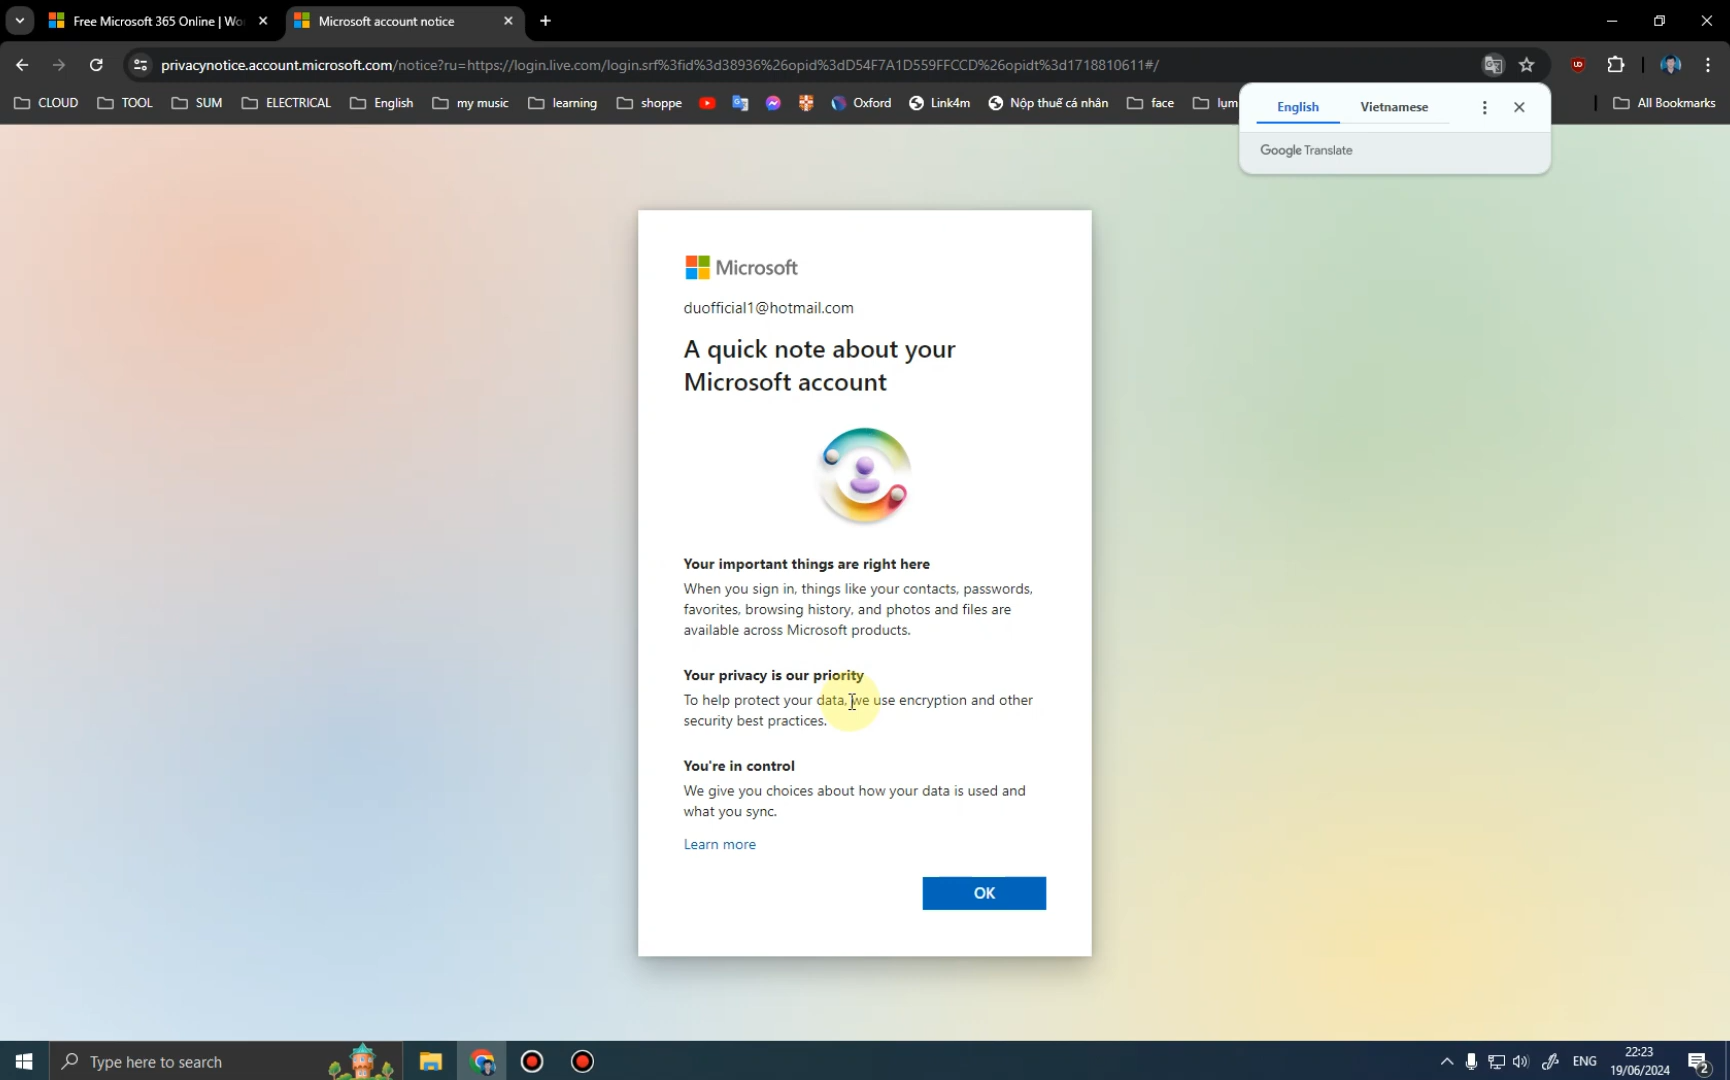 Free Microsoft 365 Online | Wo
Microsoft account notice
privacynotice.account.microsoft.com/notice?ru=https://login.live.com/login.srf%3fid%3d38936%26opid%3dD54F7A1D559FFCCD%26opidt%3d1718810611#/
CLOUD
TOOL
SUM
ELECTRICAL
English
my music
learning
shoppe
Oxford
Link4m
Nộp thuế cá nhân
face
lụm
All Bookmarks
English
Vietnamese
Google Translate
Microsoft
duofficial1@hotmail.com
A quick note about your
Microsoft account
Your important things are right here
When you sign in, things like your contacts, passwords,
favorites, browsing history, and photos and files are
available across Microsoft products.
Your privacy is our priority
To help protect your data, we use encryption and other
security best practices.
You're in control
We give you choices about how your data is used and
what you sync.
Learn more
OK
Type here to search
ENG
22:23
19/06/2024
2